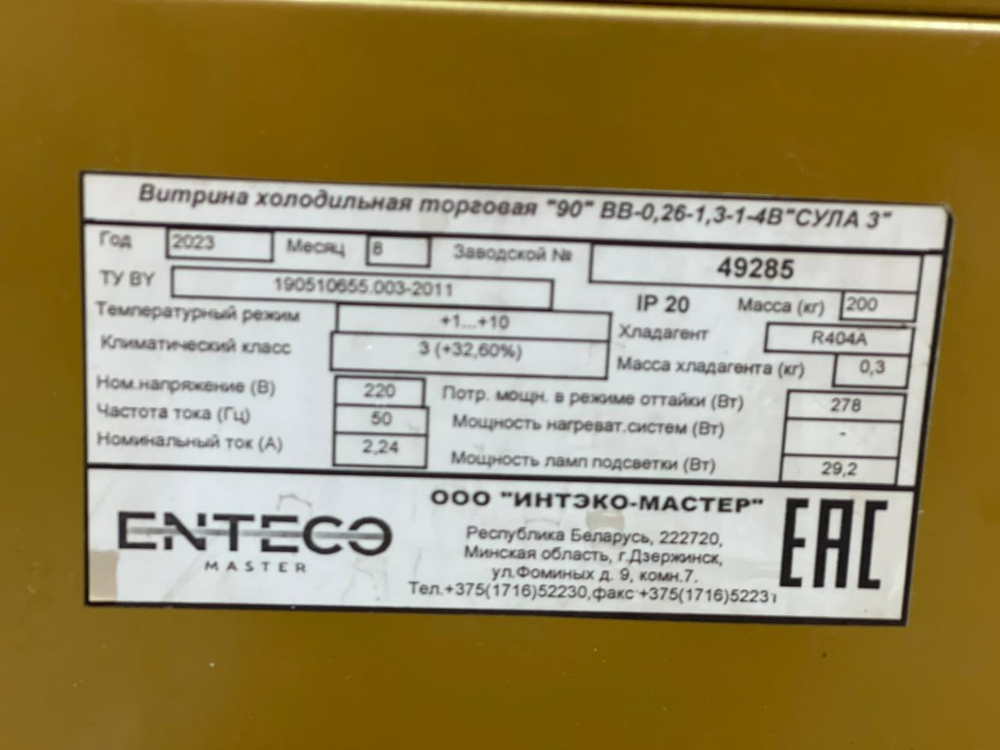 Витрина холодильная торговая "90" ВВ-0,26-1,3-1-4В"СУЛА 3"
Год 2023 Месяц 8 Заводской № 49285
ТУ BY 190510655.003-2011 IP 20 Масса (кг) 200
Температурный режим +1...+10 Хладагент R404A
Климатический класс 3 (+32,60%) Масса хладагента (кг) 0,3
Ном.напряжение (В) 220 Потр. мощн. в режиме оттайки (Вт) 278
Частота тока (Гц) 50 Мощность нагреват.систем (Вт) -
Номинальный ток (А) 2,24 Мощность ламп подсветки (Вт) 29,2
ENTECO
MASTER
ООО "ИНТЭКО-МАСТЕР"
Республика Беларусь, 222720,
Минская область, г.Дзержинск,
ул.Фоминых д. 9, комн.7.
Тел.+375(1716)52230,факс +375(1716)52231
EAC